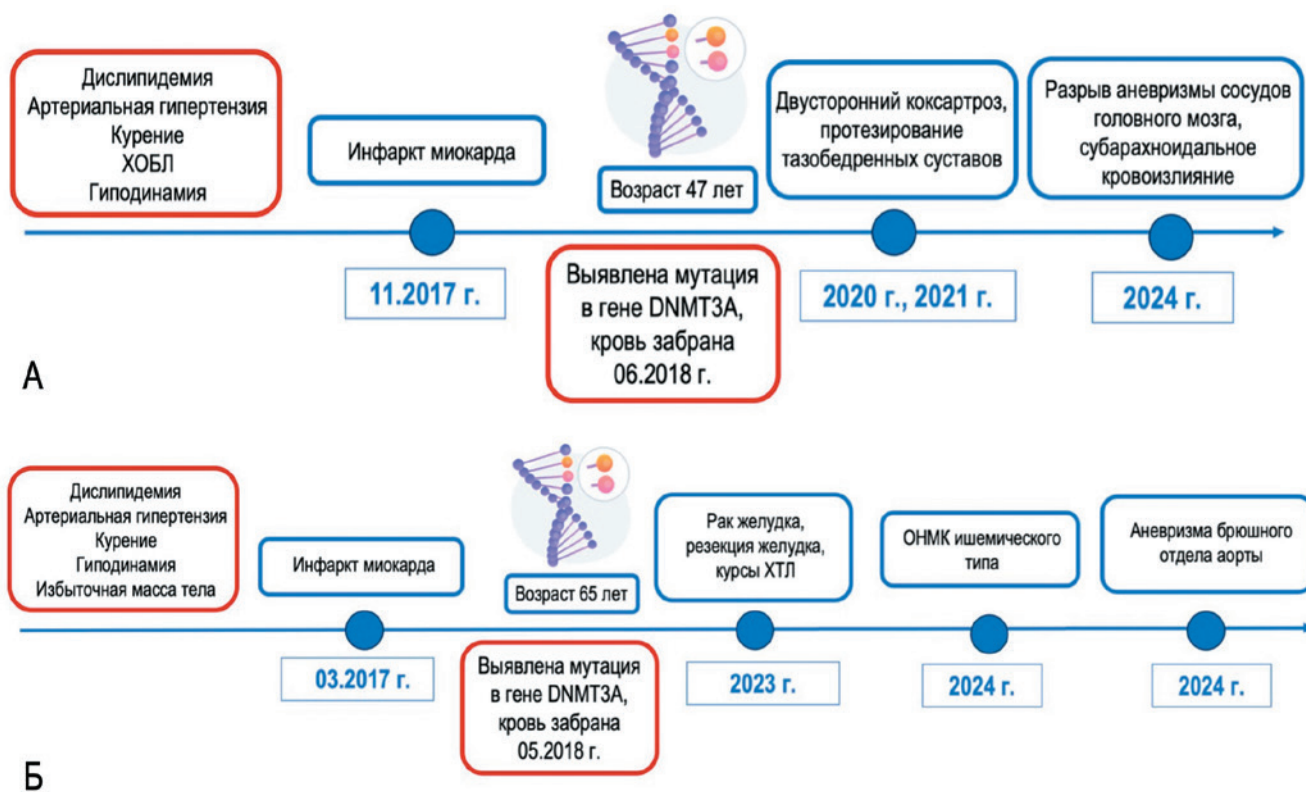 Дислипидемия
Артериальная гипертензия
Курение
ХОБЛ
Гиподинамия
Инфаркт миокарда
Возраст 47 лет
Двусторонний коксартроз,
протезирование
тазобедренных суставов
Разрыв аневризмы сосудов
головного мозга,
субарахноидальное
кровоизлияние
11.2017 г.
Выявлена мутация
в гене DNMT3A,
кровь забрана
06.2018 г.
2020 г., 2021 г.
2024 г.
А
Дислипидемия
Артериальная гипертензия
Курение
Гиподинамия
Избыточная масса тела
Инфаркт миокарда
Возраст 65 лет
Рак желудка,
резекция желудка,
курсы ХТЛ
ОНМК ишемического
типа
Аневризма брюшного
отдела аорты
03.2017 г.
Выявлена мутация
в гене DNMT3A,
кровь забрана
05.2018 г.
2023 г.
2024 г.
2024 г.
Б